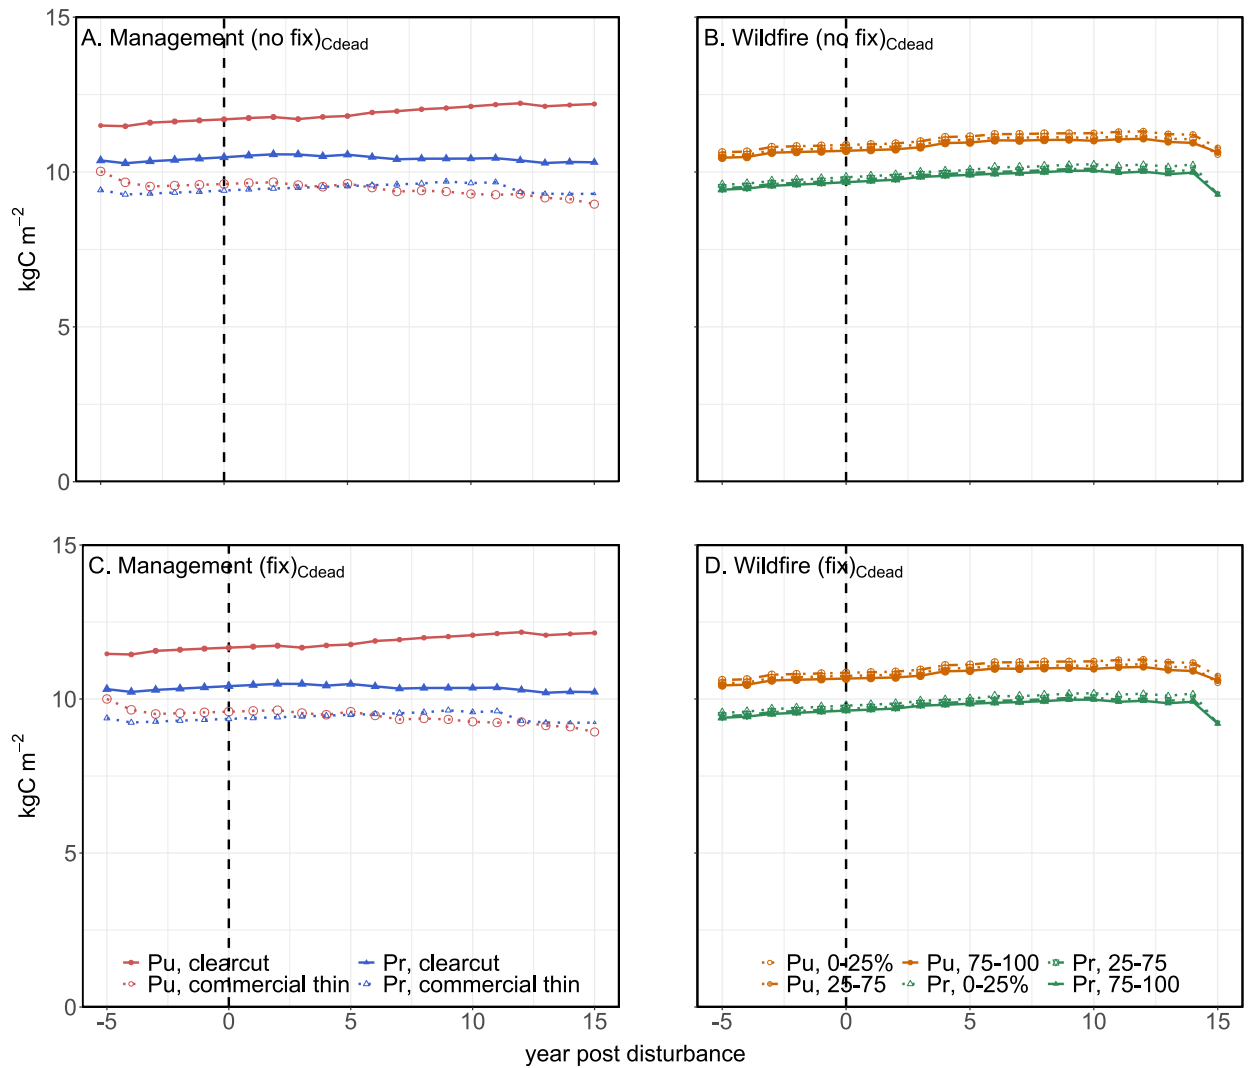 15
10
5
0
kgC m−2
A. Management (no fix)Cdead
B. Wildfire (no fix)Cdead
15
10
5
0
kgC m−2
C. Management (fix)Cdead
D. Wildfire (fix)Cdead
Pu, clearcut Pr, clearcut
Pu, commercial thin Pr, commercial thin
Pu, 0-25% Pu, 75-100 Pr, 25-75
Pu, 25-75 Pr, 0-25% Pr, 75-100
-5 0 5 10 15
-5 0 5 10 15
year post disturbance